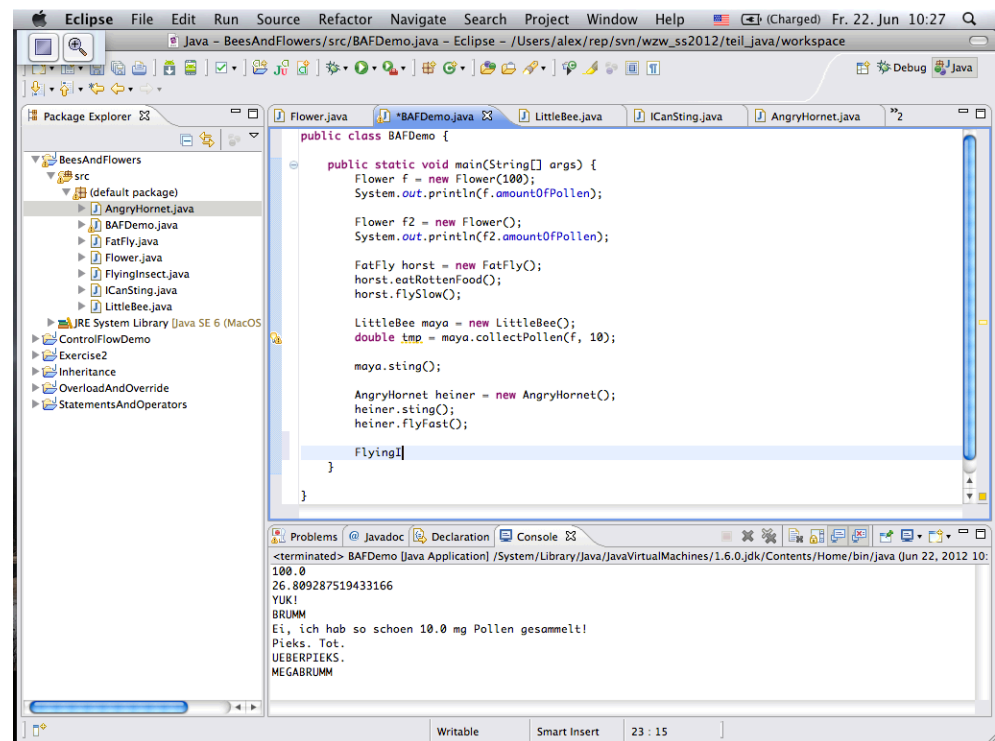 Eclipse File Edit Run Source Refactor Navigate Search Project Window Help (Charged) Fr. 22. Jun 10:27
Java – BeesAndFlowers/src/BAFDemo.java – Eclipse – /Users/alex/rep/svn/wzw_ss2012/teil_java/workspace
Debug Java
Package Explorer
BeesAndFlowers
src
(default package)
AngryHornet.java
BAFDemo.java
FatFly.java
Flower.java
FlyingInsect.java
ICanSting.java
LittleBee.java
JRE System Library [Java SE 6 (MacOS
ControlFlowDemo
Exercise2
Inheritance
OverloadAndOverride
StatementsAndOperators
Flower.java *BAFDemo.java LittleBee.java ICanSting.java AngryHornet.java »2
public class BAFDemo {
public static void main(String[] args) {
Flower f = new Flower(100);
System.out.println(f.amountOfPollen);
Flower f2 = new Flower();
System.out.println(f2.amountOfPollen);
FatFly horst = new FatFly();
horst.eatRottenFood();
horst.flySlow();
LittleBee maya = new LittleBee();
double tmp = maya.collectPollen(f, 10);
maya.sting();
AngryHornet heiner = new AngryHornet();
heiner.sting();
heiner.flyFast();
FlyingI
}
}
Problems @ Javadoc Declaration Console
<terminated> BAFDemo [Java Application] /System/Library/Java/JavaVirtualMachines/1.6.0.jdk/Contents/Home/bin/java (Jun 22, 2012 10:
100.0
26.809287519433166
YUK!
BRUMM
Ei, ich hab so schoen 10.0 mg Pollen gesammelt!
Pieks. Tot.
UEBERPIEKS.
MEGABRUMM
Writable Smart Insert 23 : 15